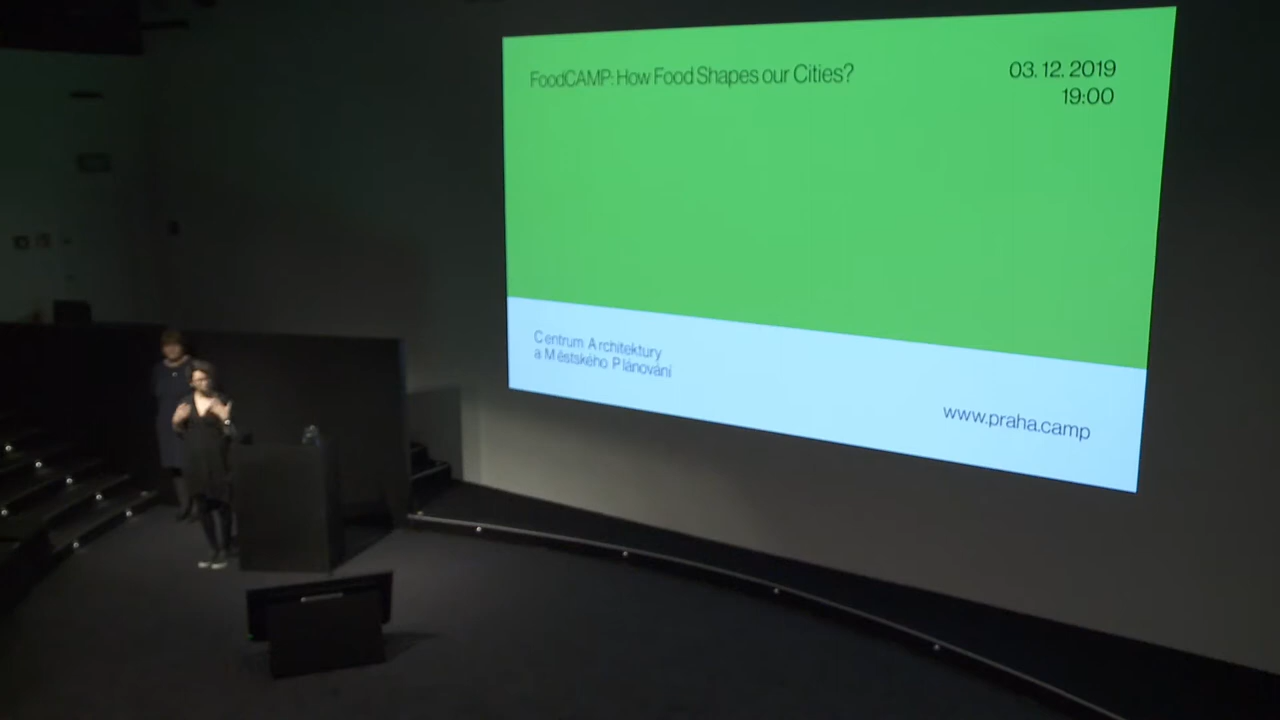 FoodCAMP: How Food Shapes our Cities?
03. 12. 2019
19:00
Centrum Architektury
a Městského Plánování
www.praha.camp